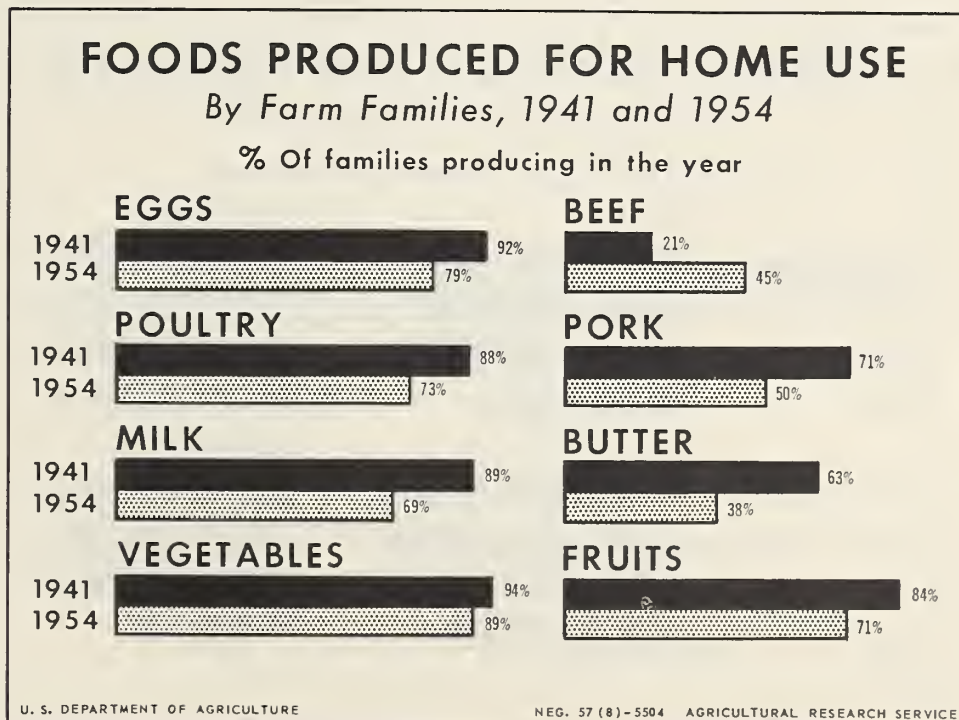 FOODS PRODUCED FOR HOME USE
By Farm Families, 1941 and 1954
% Of families producing in the year
EGGS
1941 92%
1954 79%
POULTRY
1941 88%
1954 73%
MILK
1941 89%
1954 69%
VEGETABLES
1941 94%
1954 89%
BEEF
21%
45%
PORK
71%
50%
BUTTER
63%
38%
FRUITS
84%
71%
U. S. DEPARTMENT OF AGRICULTURE
NEG. 57 (8)-5504 AGRICULTURAL RESEARCH SERVICE